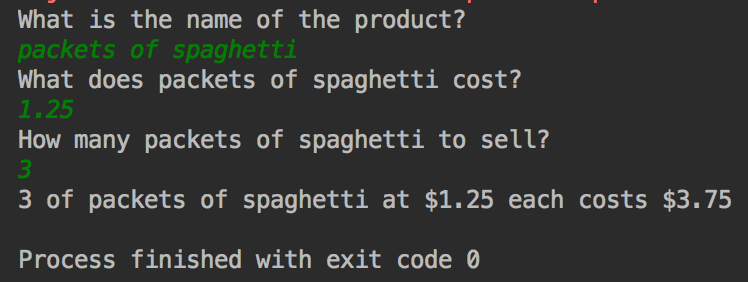 What is the name of the product?
packets of spaghetti
What does packets of spaghetti cost?
1.25
How many packets of spaghetti to sell?
3
3 of packets of spaghetti at $1.25 each costs $3.75
Process finished with exit code 0